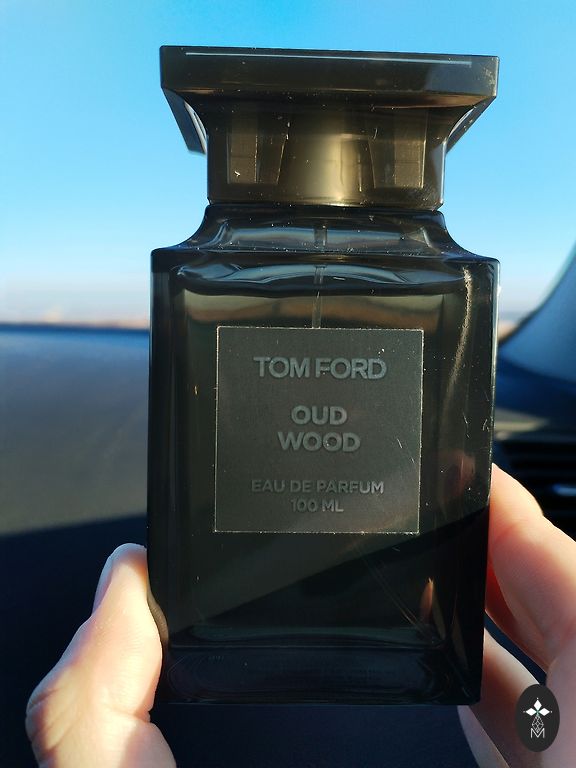 TOM FORD
OUD
WOOD
EAU DE PARFUM
100 ML
M